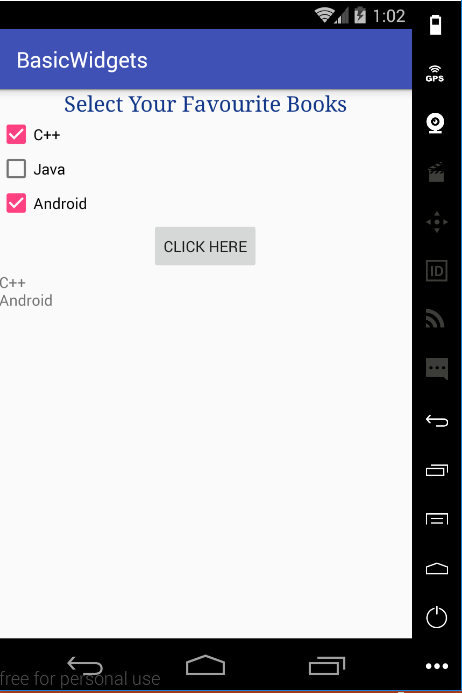 1:02
BasicWidgets
GPS
Select Your Favourite Books
C++
Java
Android
ID
CLICK HERE
C++
Android
free for personal use